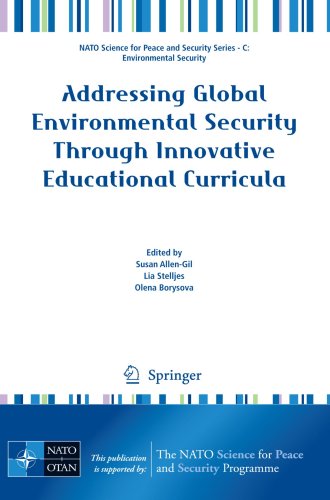 NATO Science for Peace and Security Series - C:
Environmental Security
Addressing Global
Environmental Security
Through Innovative
Educational Curricula
Edited by
Susan Allen-Gil
Lia Stelljes
Olena Borysova
Springer
NATO
OTAN
This publication
is supported by:
The NATO Science for Peace
and Security Programme